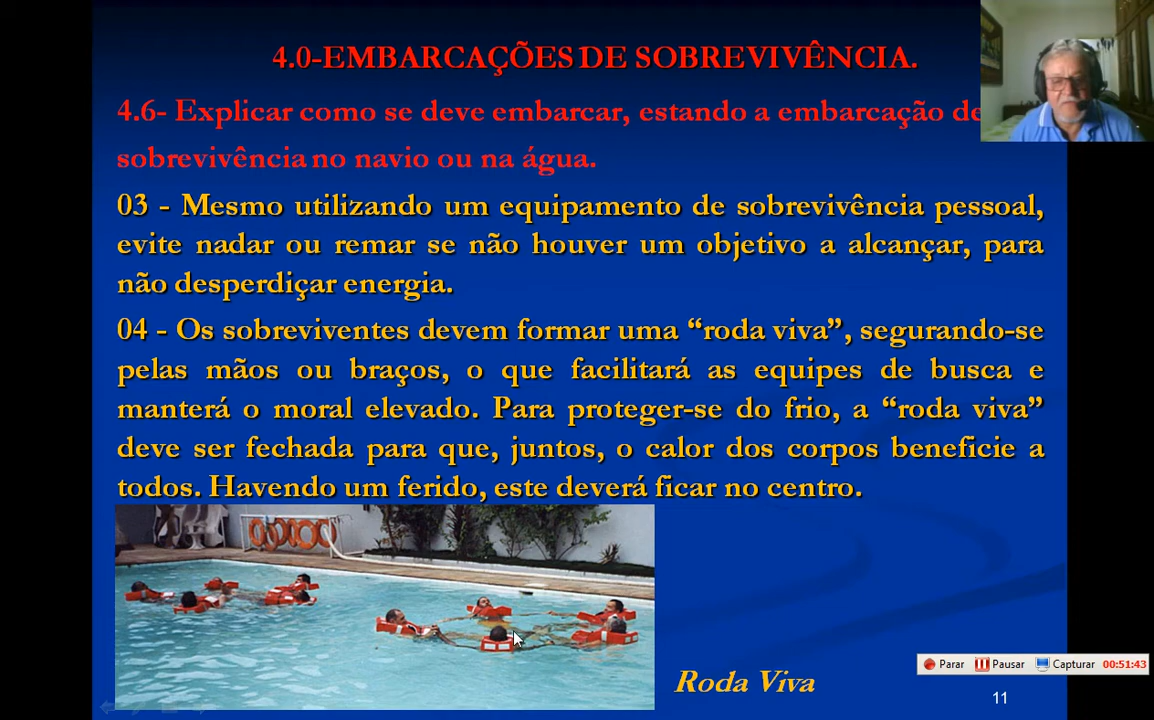 4.0-EMBARCAÇÕES DE SOBREVIVÊNCIA.
4.6- Explicar como se deve embarcar, estando a embarcação de
sobrevivência no navio ou na água.
03 - Mesmo utilizando um equipamento de sobrevivência pessoal,
evite nadar ou remar se não houver um objetivo a alcançar, para
não desperdiçar energia.
04 - Os sobreviventes devem formar uma “roda viva”, segurando-se
pelas mãos ou braços, o que facilitará as equipes de busca e
manterá o moral elevado. Para proteger-se do frio, a “roda viva”
deve ser fechada para que, juntos, o calor dos corpos beneficie a
todos. Havendo um ferido, este deverá ficar no centro.
Parar Pausar Capturar 00:51:43
Roda Viva
11